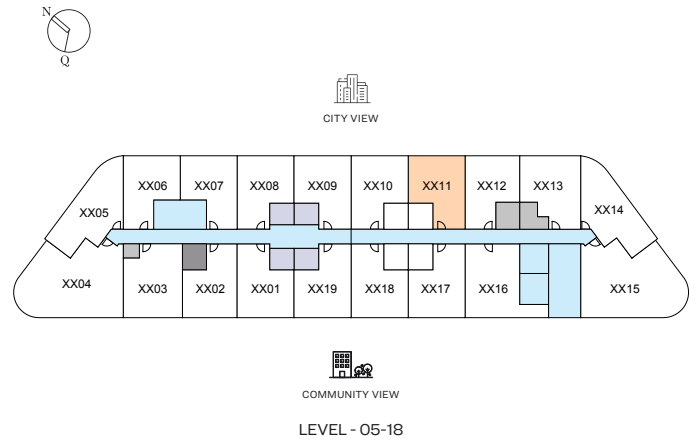 N
Q
CITY VIEW
XX06 XX07 XX08 XX09 XX10 XX11 XX12 XX13
XX05 XX14
XX04 XX03 XX02 XX01 XX19 XX18 XX17 XX16 XX15
COMMUNITY VIEW
LEVEL - 05-18